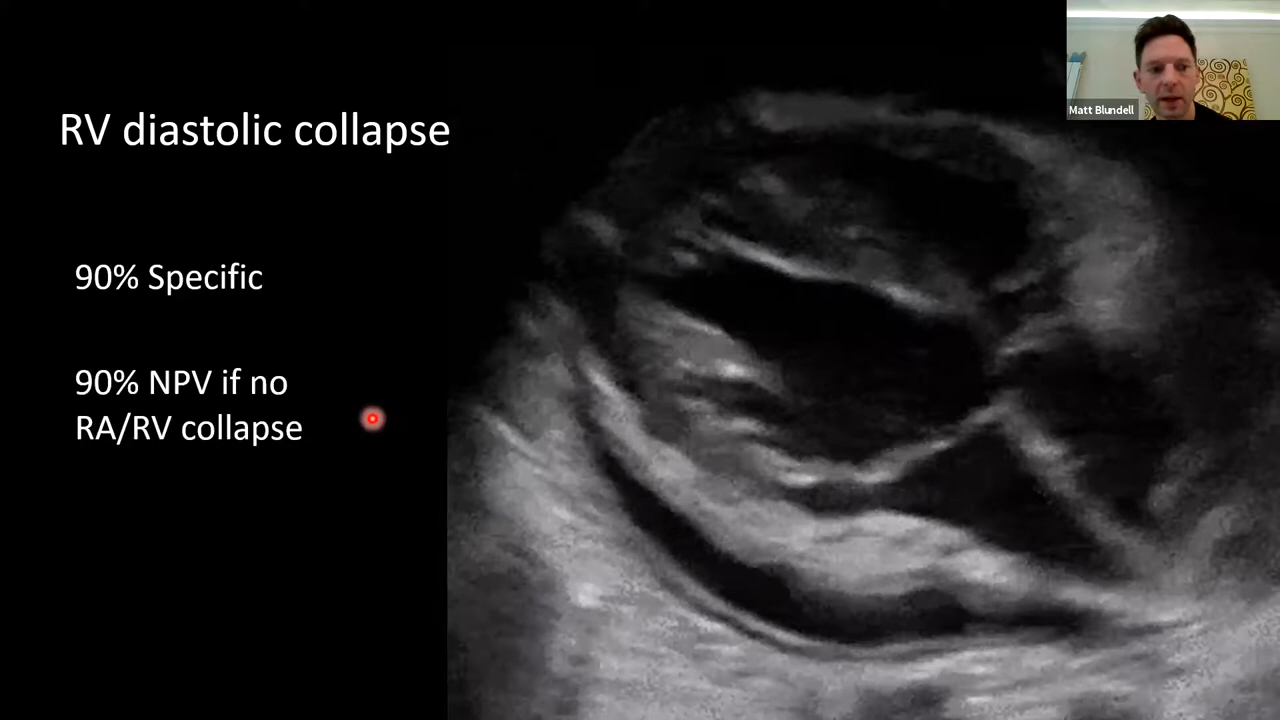 Matt Blundell
RV diastolic collapse
90% Specific
90% NPV if no
RA/RV collapse